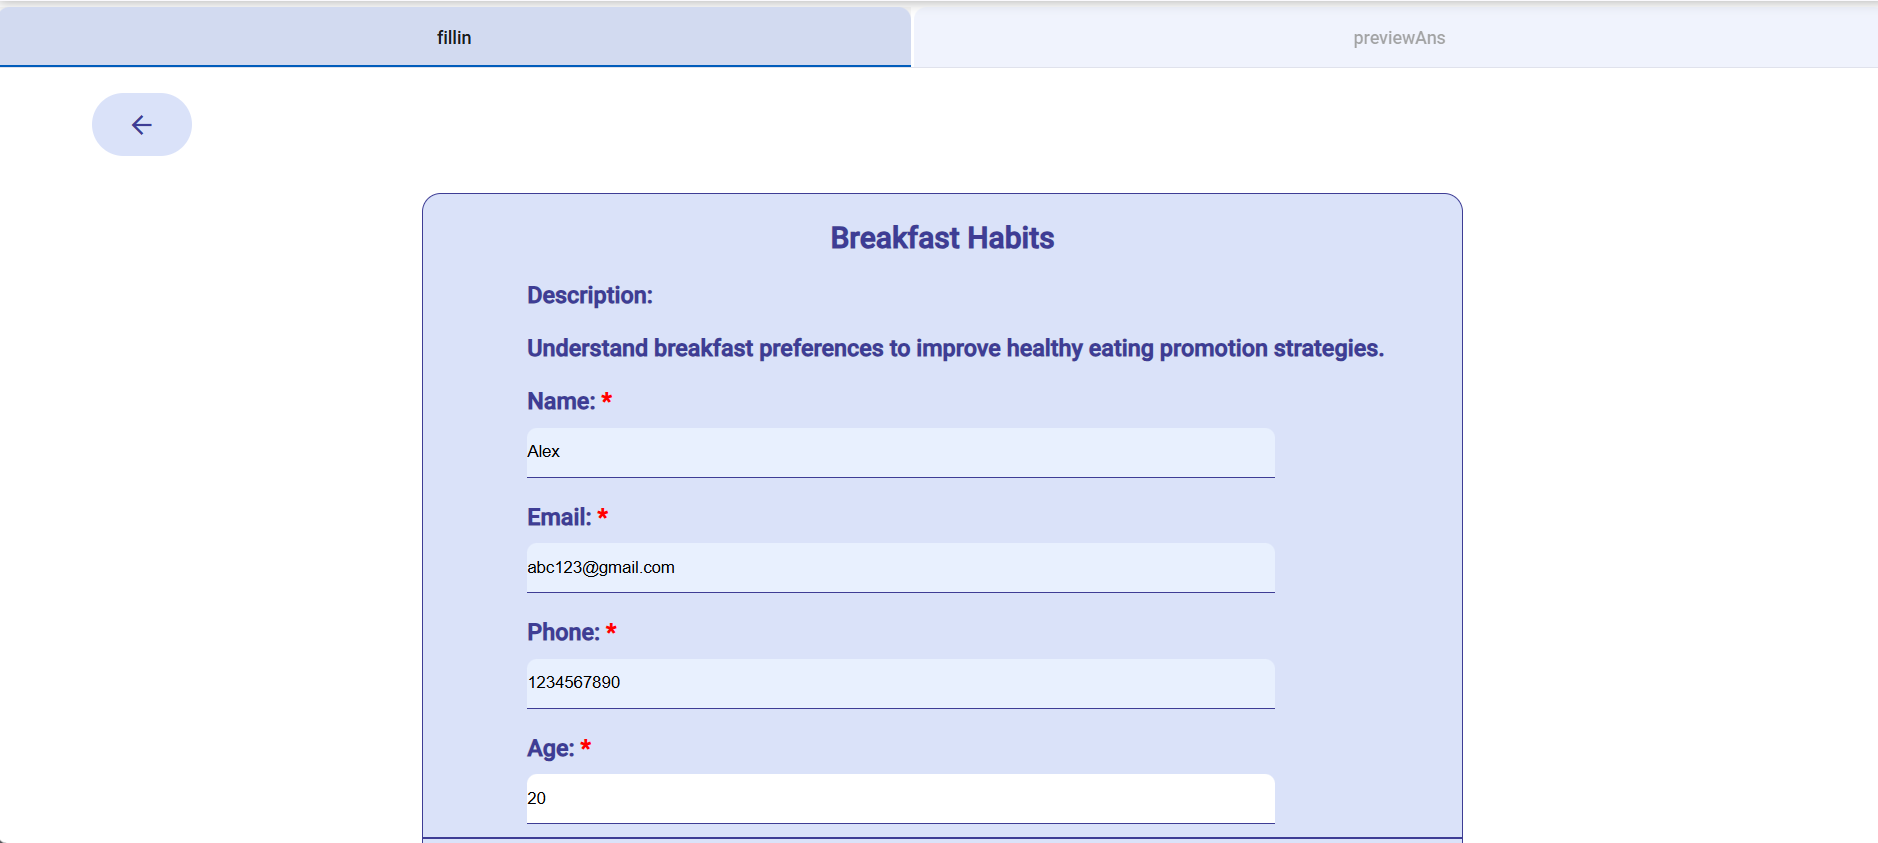 fillin
previewAns
Breakfast Habits
Description:
Understand breakfast preferences to improve healthy eating promotion strategies.
Name: *
Alex
Email: *
abc123@gmail.com
Phone: *
1234567890
Age: *
20